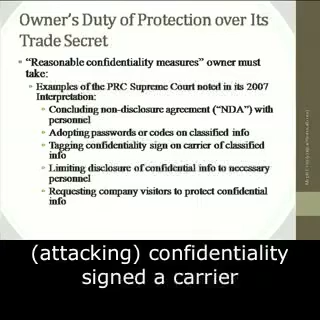 Owner's Duty of Protection over Its
Trade Secret
"Reasonable confidentiality measures" owner must
take:
Examples of the PRC Supreme Court noted in its 2007
Interpretation:
Concluding non-disclosure agreement ("NDA") with
personnel
Adopting passwords or codes on classified info
Tagging confidentiality sign on carrier of classified
info
Limiting disclosure of confidential info to necessary
personnel
Requesting company visitors to protect confidential
info
(attacking) confidentiality
signed a carrier